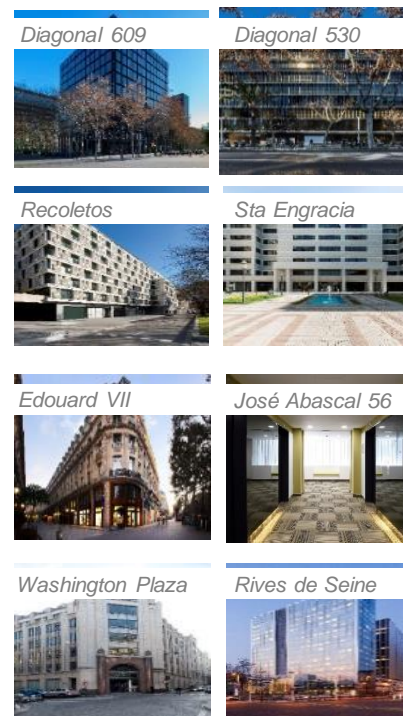 Diagonal 609
Diagonal 530
Recoletos
Sta Engracia
Edouard VII
José Abascal 56
Washington Plaza
Rives de Seine